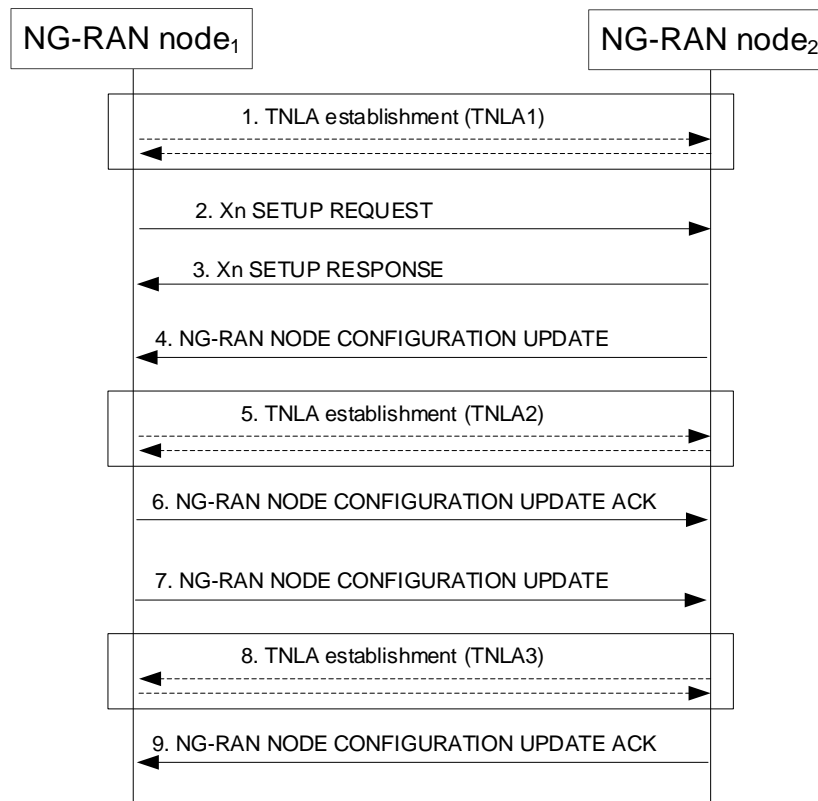 NG-RAN node₁
NG-RAN node₂
1. TNLA establishment (TNLA1)
2. Xn SETUP REQUEST
3. Xn SETUP RESPONSE
4. NG-RAN NODE CONFIGURATION UPDATE
5. TNLA establishment (TNLA2)
6. NG-RAN NODE CONFIGURATION UPDATE ACK
7. NG-RAN NODE CONFIGURATION UPDATE
8. TNLA establishment (TNLA3)
9. NG-RAN NODE CONFIGURATION UPDATE ACK